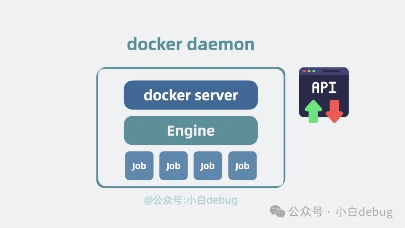 docker daemon
docker server
API
Engine
Job Job Job Job
@公众号:小白debug
公众号 · 小白debug